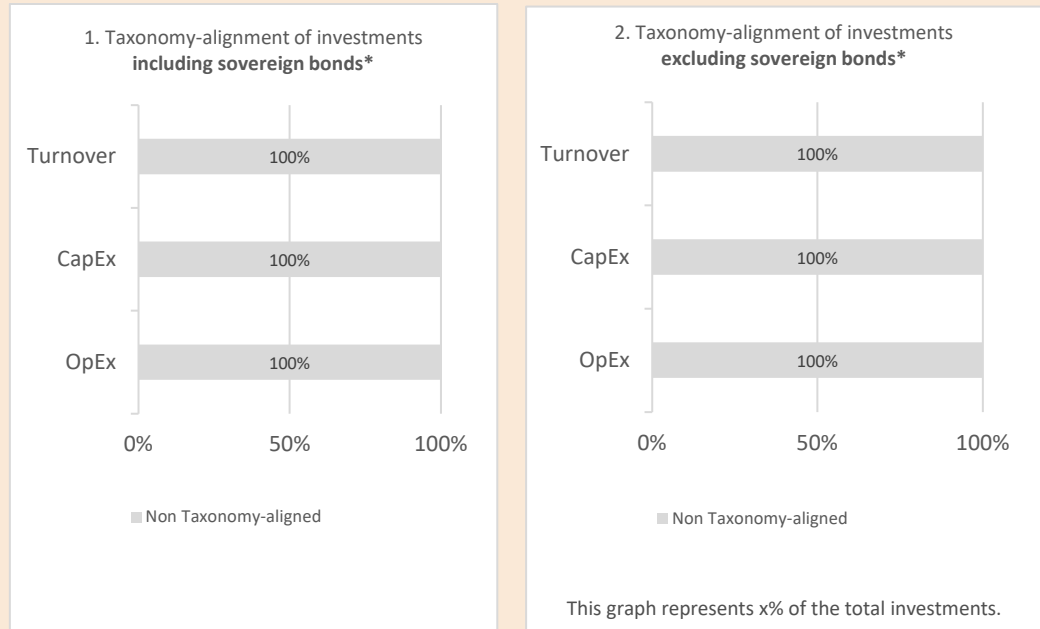 1. Taxonomy-alignment of investments
including sovereign bonds*
Turnover
100%
CapEx
100%
OpEx
100%
0%
50%
100%
Non Taxonomy-aligned
2. Taxonomy-alignment of investments
excluding sovereign bonds*
Turnover
100%
CapEx
100%
OpEx
100%
0%
50%
100%
Non Taxonomy-aligned
This graph represents x% of the total investments.